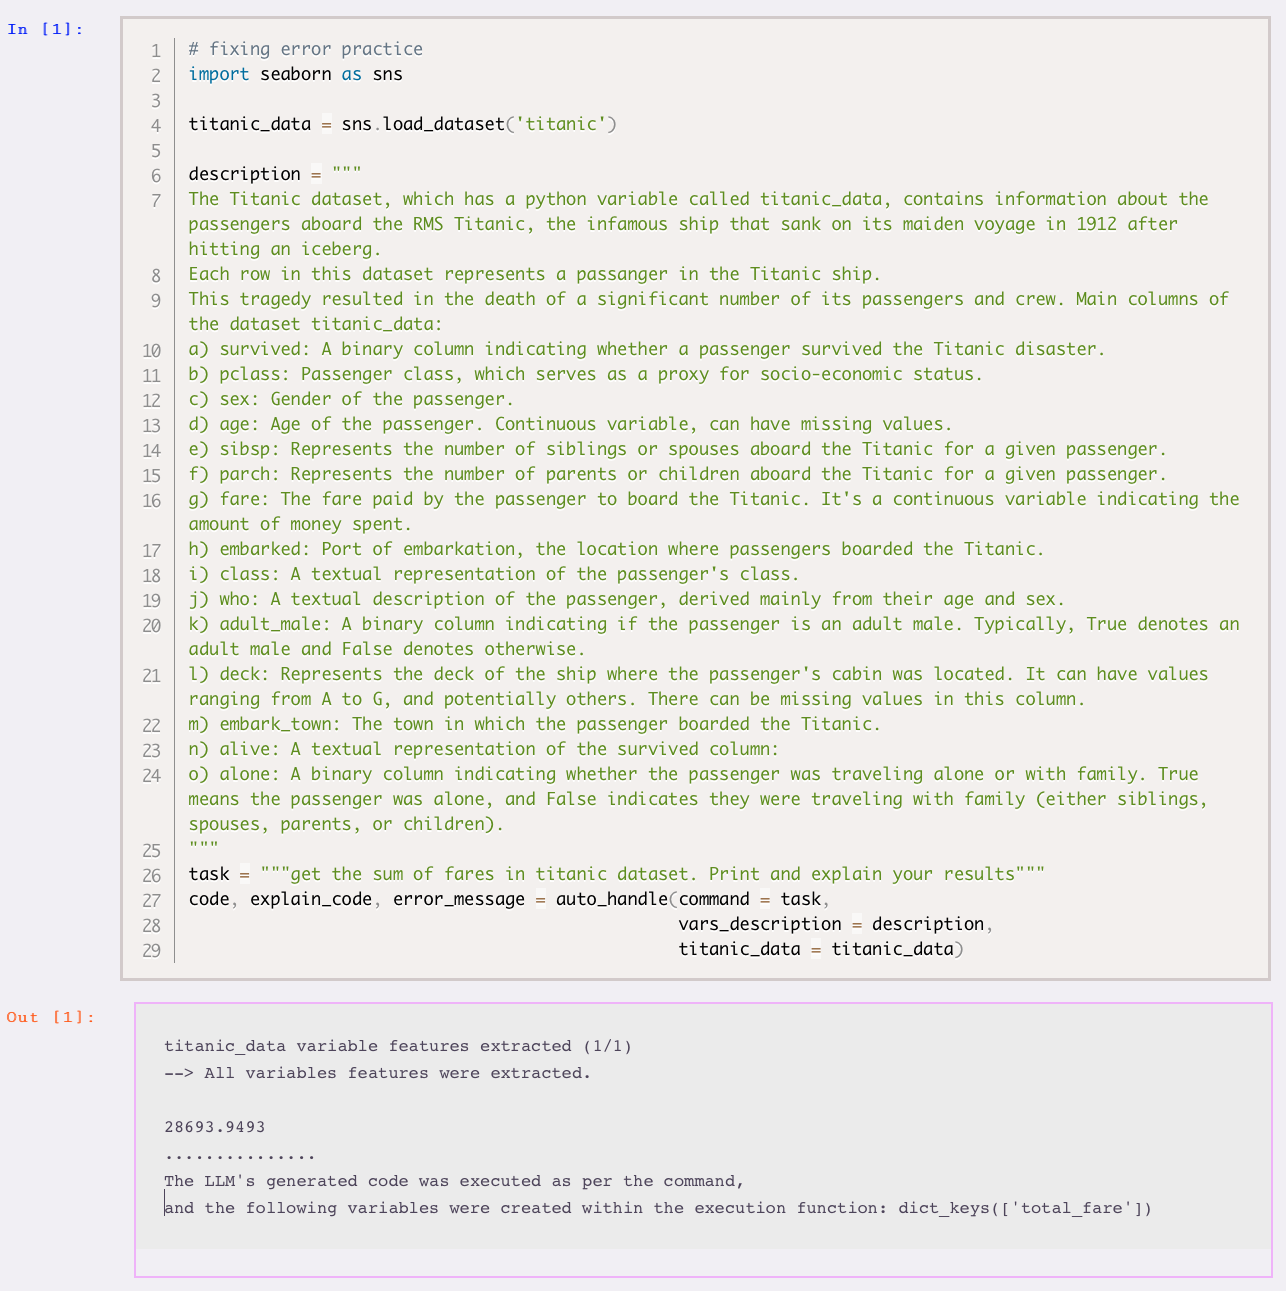 In [1]:
1 # fixing error practice
2 import seaborn as sns
3
4 titanic_data = sns.load_dataset('titanic')
5
6 description = """
7 The Titanic dataset, which has a python variable called titanic_data, contains information about the
passengers aboard the RMS Titanic, the infamous ship that sank on its maiden voyage in 1912 after
hitting an iceberg.
8 Each row in this dataset represents a passanger in the Titanic ship.
9 This tragedy resulted in the death of a significant number of its passengers and crew. Main columns of
the dataset titanic_data:
10 a) survived: A binary column indicating whether a passenger survived the Titanic disaster.
11 b) pclass: Passenger class, which serves as a proxy for socio-economic status.
12 c) sex: Gender of the passenger.
13 d) age: Age of the passenger. Continuous variable, can have missing values.
14 e) sibsp: Represents the number of siblings or spouses aboard the Titanic for a given passenger.
15 f) parch: Represents the number of parents or children aboard the Titanic for a given passenger.
16 g) fare: The fare paid by the passenger to board the Titanic. It's a continuous variable indicating the
amount of money spent.
17 h) embarked: Port of embarkation, the location where passengers boarded the Titanic.
18 i) class: A textual representation of the passenger's class.
19 j) who: A textual description of the passenger, derived mainly from their age and sex.
20 k) adult_male: A binary column indicating if the passenger is an adult male. Typically, True denotes an
adult male and False denotes otherwise.
21 l) deck: Represents the deck of the ship where the passenger's cabin was located. It can have values
ranging from A to G, and potentially others. There can be missing values in this column.
22 m) embark_town: The town in which the passenger boarded the Titanic.
23 n) alive: A textual representation of the survived column:
24 o) alone: A binary column indicating whether the passenger was traveling alone or with family. True
means the passenger was alone, and False indicates they were traveling with family (either siblings,
spouses, parents, or children).
25 """
26 task = """get the sum of fares in titanic dataset. Print and explain your results"""
27 code, explain_code, error_message = auto_handle(command = task,
28 vars_description = description,
29 titanic_data = titanic_data)
Out [1]:
titanic_data variable features extracted (1/1)
--> All variables features were extracted.
28693.9493
...............
The LLM's generated code was executed as per the command,
and the following variables were created within the execution function: dict_keys(['total_fare'])